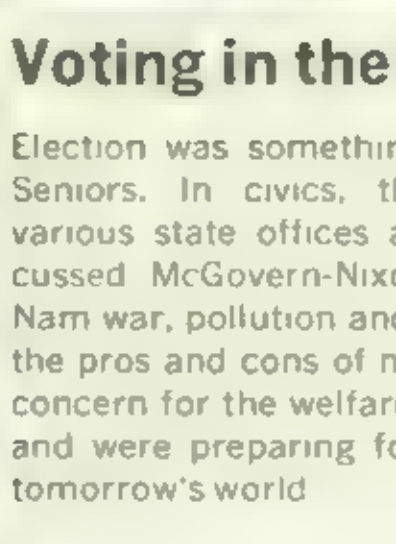 Voting in the
Election was somethin
Seniors. In civics, th
various state offices a
cussed McGovern-Nixo
Nam war, pollution and
the pros and cons of n
concern for the welfare
and were preparing fo
tomorrow's world